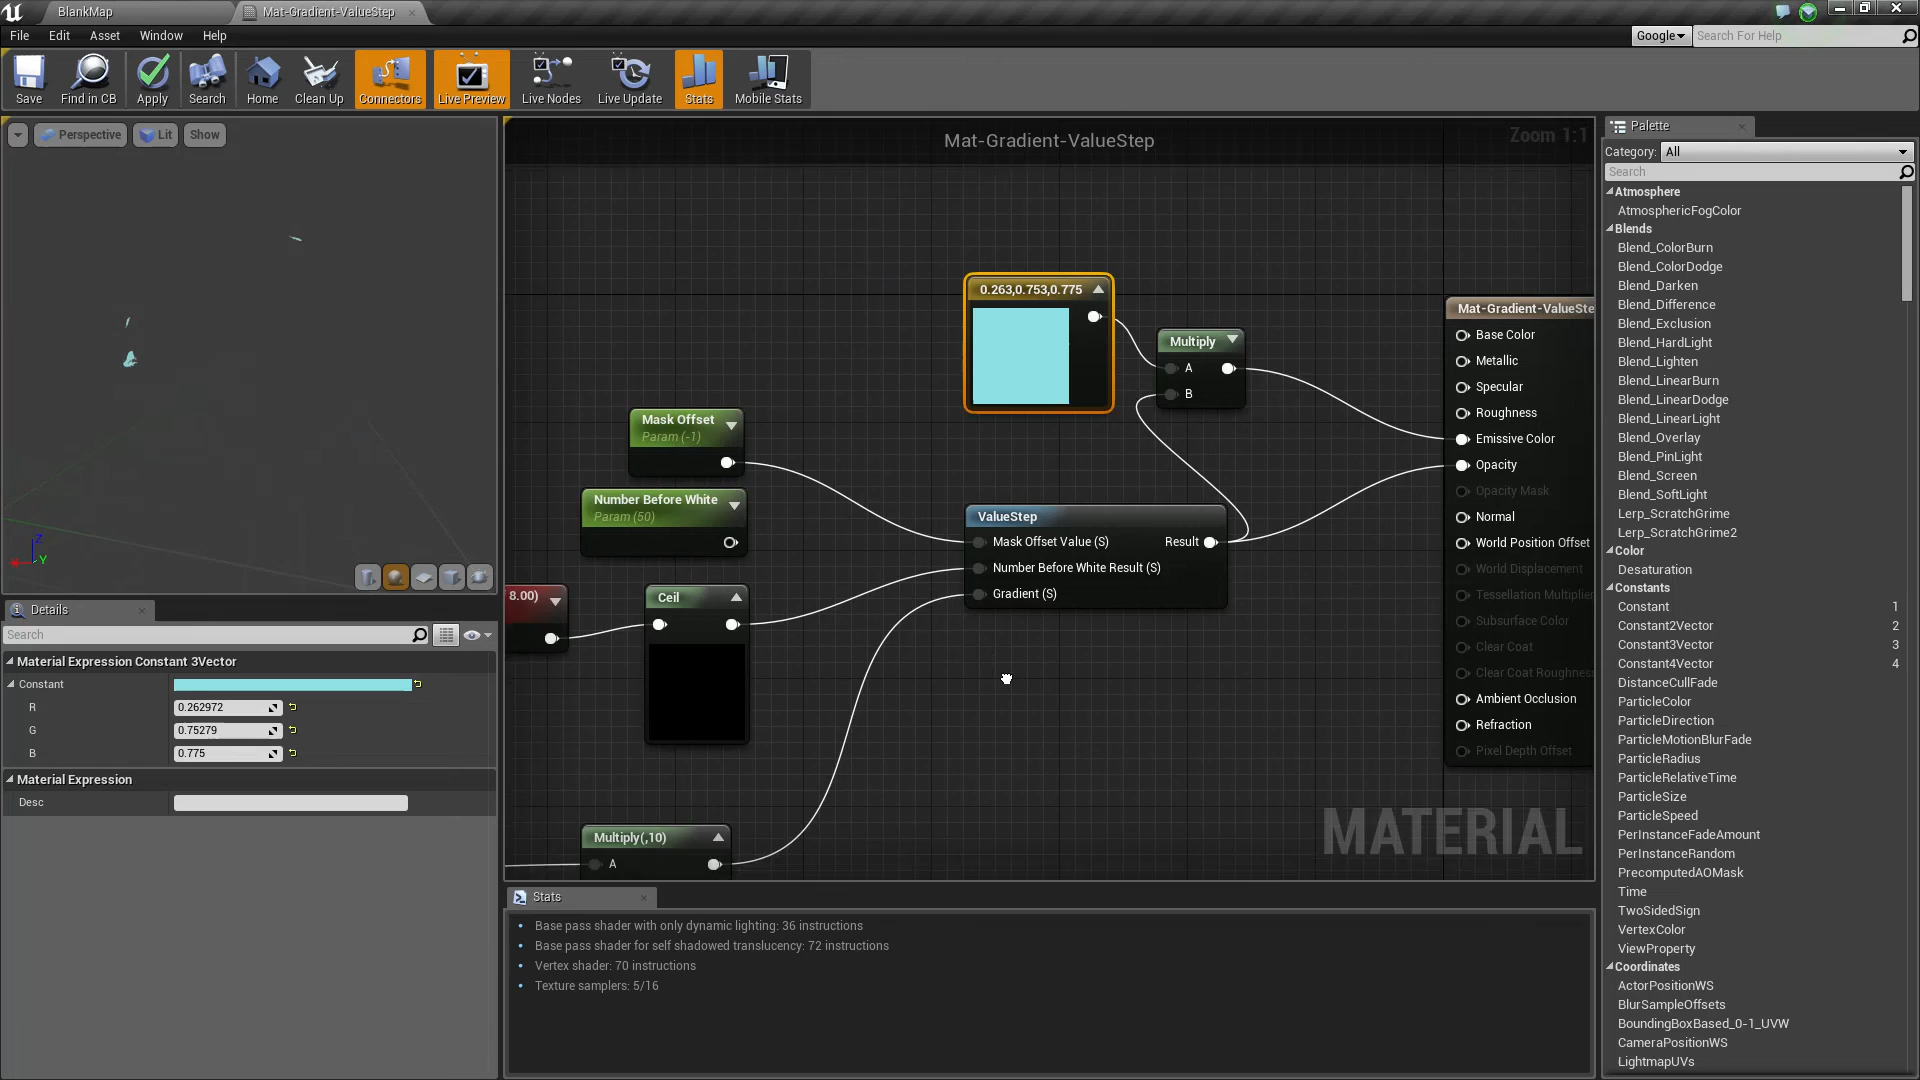 BlankMap
Mat-Gradient-ValueStep
File
Edit
Asset
Window
Help
Google
Search For Help
Save
Find in CB
Apply
Search
Home
Clean Up
Connectors
Live Preview
Live Nodes
Live Update
Stats
Mobile Stats
Perspective
Lit
Show
Z
Y
Details
Search
Material Expression Constant 3Vector
Constant
R
0.262972
G
0.75279
B
0.775
Material Expression
Desc
Mat-Gradient-ValueStep
Zoom 1:1
0.263,0.753,0.775
Multiply
A
B
Mask Offset
Param (-1)
Number Before White
Param (50)
8.00)
Ceil
ValueStep
Mask Offset Value (S)
Result
Number Before White Result (S)
Gradient (S)
Multiply(,10)
A
Mat-Gradient-ValueSte
Base Color
Metallic
Specular
Roughness
Emissive Color
Opacity
Opacity Mask
Normal
World Position Offset
World Displacement
Tessellation Multiplier
Subsurface Color
Clear Coat
Clear Coat Roughness
Ambient Occlusion
Refraction
Pixel Depth Offset
MATERIAL
Stats
Base pass shader with only dynamic lighting: 36 instructions
Base pass shader for self shadowed translucency: 72 instructions
Vertex shader: 70 instructions
Texture samplers: 5/16
Palette
Category: All
Search
Atmosphere
AtmosphericFogColor
Blends
Blend_ColorBurn
Blend_ColorDodge
Blend_Darken
Blend_Difference
Blend_Exclusion
Blend_HardLight
Blend_Lighten
Blend_LinearBurn
Blend_LinearDodge
Blend_LinearLight
Blend_Overlay
Blend_PinLight
Blend_Screen
Blend_SoftLight
Lerp_ScratchGrime
Lerp_ScratchGrime2
Color
Desaturation
Constants
Constant 1
Constant2Vector 2
Constant3Vector 3
Constant4Vector 4
DistanceCullFade
ParticleColor
ParticleDirection
ParticleMotionBlurFade
ParticleRadius
ParticleRelativeTime
ParticleSize
ParticleSpeed
PerInstanceFadeAmount
PerInstanceRandom
PrecomputedAOMask
Time
TwoSidedSign
VertexColor
ViewProperty
Coordinates
ActorPositionWS
BlurSampleOffsets
BoundingBoxBased_0-1_UVW
CameraPositionWS
LightmapUVs